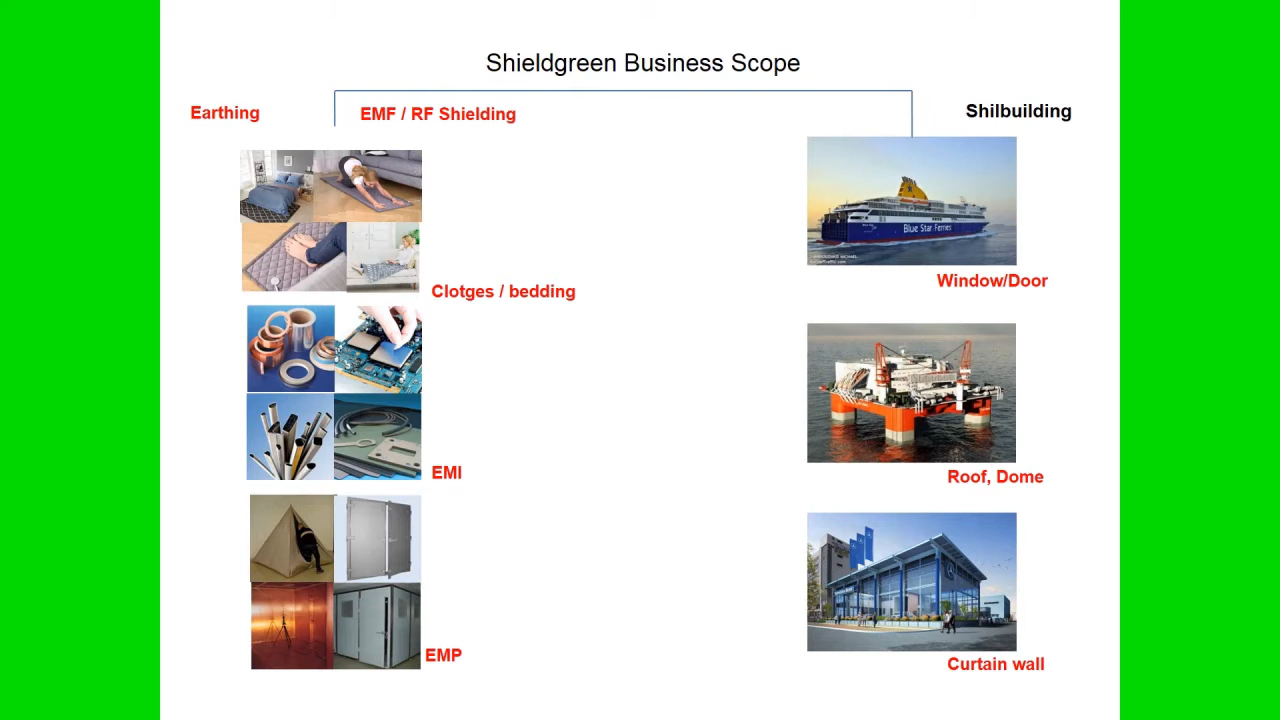 Shieldgreen Business Scope
Earthing
EMF / RF Shielding
Shilbuilding
Blue Star Ferries
Window/Door
Clotges / bedding
EMI
Roof, Dome
EMP
Curtain wall